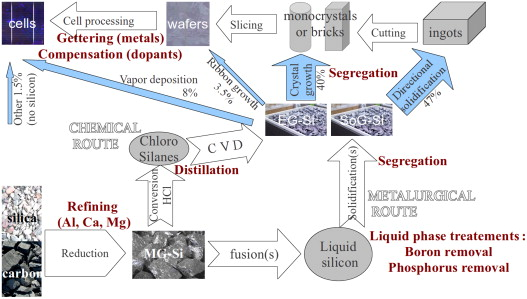 cells
Cell processing
wafers
Slicing
monocrystals
or bricks
Cutting
ingots
Gettering (metals)
Compensation (dopants)
Other 1.5%
(no silicon)
Vapor deposition
8%
Ribbon growth
3.5%
Crystal
growth
40%
Segregation
Directional
solidification
47%
EG-Si
SoG-Si
CHEMICAL
ROUTE
Chloro
Silanes
C V D
Distillation
Segregation
Conversion
HCl
Solidification(s)
METALURGICAL
ROUTE
silica
carbon
Refining
(Al, Ca, Mg)
Reduction
MG-Si
fusion(s)
Liquid
silicon
Liquid phase treatements :
Boron removal
Phosphorus removal